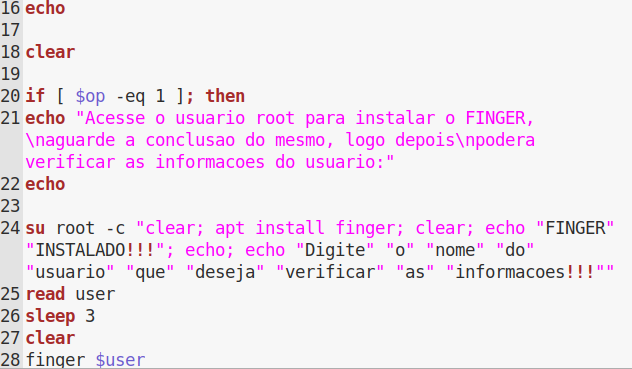 16 echo
17
18 clear
19
20 if [ $op -eq 1 ]; then
21 echo "Acesse o usuario root para instalar o FINGER,
\naguarde a conclusao do mesmo, logo depois\npodera
verificar as informacoes do usuario:"
22 echo
23
24 su root -c "clear; apt install finger; clear; echo "FINGER"
"INSTALADO!!!"; echo; echo "Digite" "o" "nome" "do"
"usuario" "que" "deseja" "verificar" "as" "informacoes!!!""
25 read user
26 sleep 3
27 clear
28 finger $user